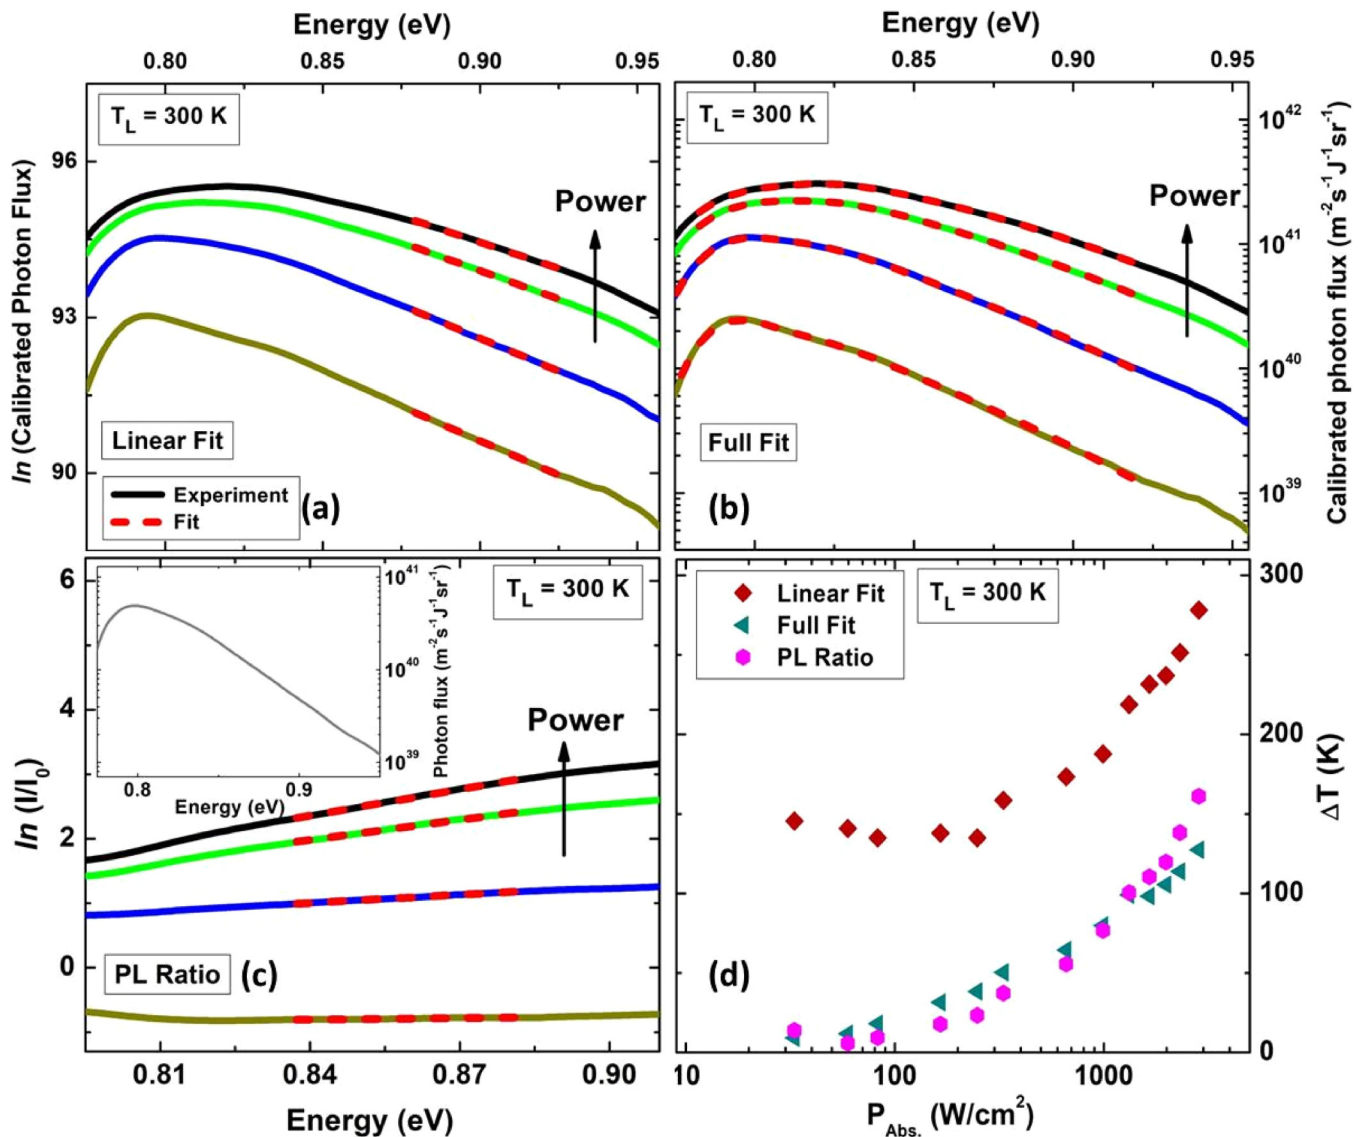 Energy (eV)
0.80 0.85 0.90 0.95
T_L = 300 K
96
93
90
ln (Calibrated Photon Flux)
Power
Linear Fit
Experiment
Fit
(a)
Energy (eV)
0.80 0.85 0.90 0.95
T_L = 300 K
Power
Full Fit
(b)
10^42
10^41
10^40
10^39
Calibrated photon flux (m^-2 s^-1 J^-1 sr^-1)
6
4
2
0
ln (I/I_0)
T_L = 300 K
10^41
10^40
10^39
Photon flux (m^-2 s^-1 J^-1 sr^-1)
0.8 0.9
Energy (eV)
Power
PL Ratio
(c)
0.81 0.84 0.87 0.90
Energy (eV)
Linear Fit
Full Fit
PL Ratio
T_L = 300 K
(d)
300
200
100
0
ΔT (K)
10 100 1000
P_Abs. (W/cm^2)